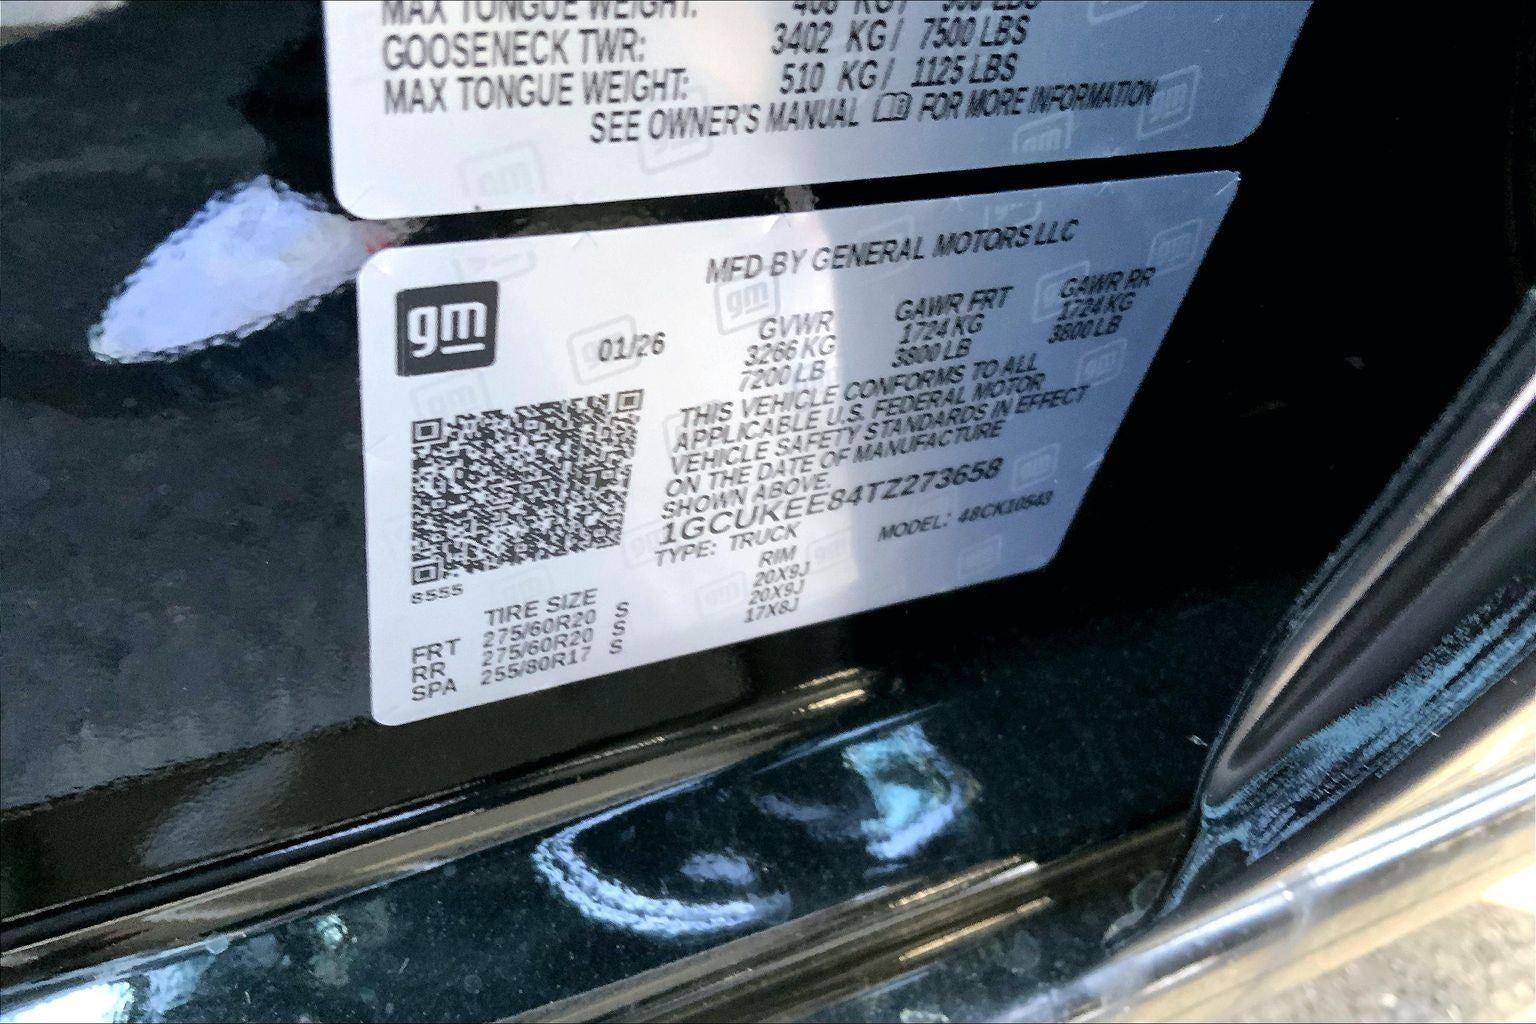 MAX TONGUE WEIGHT: 408 KG/ 900 LBS
GOOSENECK TWR: 3402 KG/ 7500 LBS
MAX TONGUE WEIGHT: 510 KG/ 1125 LBS
SEE OWNER'S MANUAL FOR MORE INFORMATION
gm
MFD BY GENERAL MOTORS LLC
01/26 GVWR GAWR FRT GAWR RR
3266 KG 1724 KG 1724 KG
7200 LB 3800 LB 3800 LB
THIS VEHICLE CONFORMS TO ALL
APPLICABLE U.S. FEDERAL MOTOR
VEHICLE SAFETY STANDARDS IN EFFECT
ON THE DATE OF MANUFACTURE
SHOWN ABOVE.
1GCUKEE84TZ273658
TYPE: TRUCK MODEL: 48CK10543
8555
TIRE SIZE RIM
FRT 275/60R20 S 20X9J
RR 275/60R20 S 20X9J
SPA 255/80R17 S 17X8J